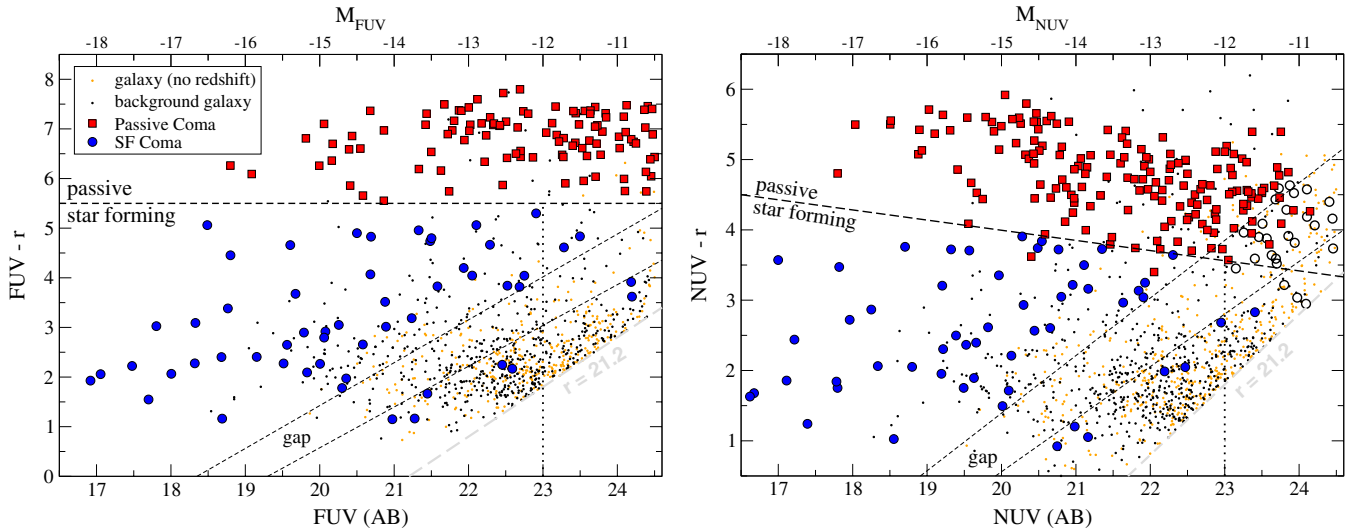 M_FUV
-18 -17 -16 -15 -14 -13 -12 -11
8
7
6
5
4
3
2
1
0
FUV - r
galaxy (no redshift)
background galaxy
Passive Coma
SF Coma
passive
star forming
gap
r = 21.2
17 18 19 20 21 22 23 24
FUV (AB)
M_NUV
-18 -17 -16 -15 -14 -13 -12 -11
6
5
4
3
2
1
NUV - r
passive
star forming
gap
r = 21.2
17 18 19 20 21 22 23 24
NUV (AB)